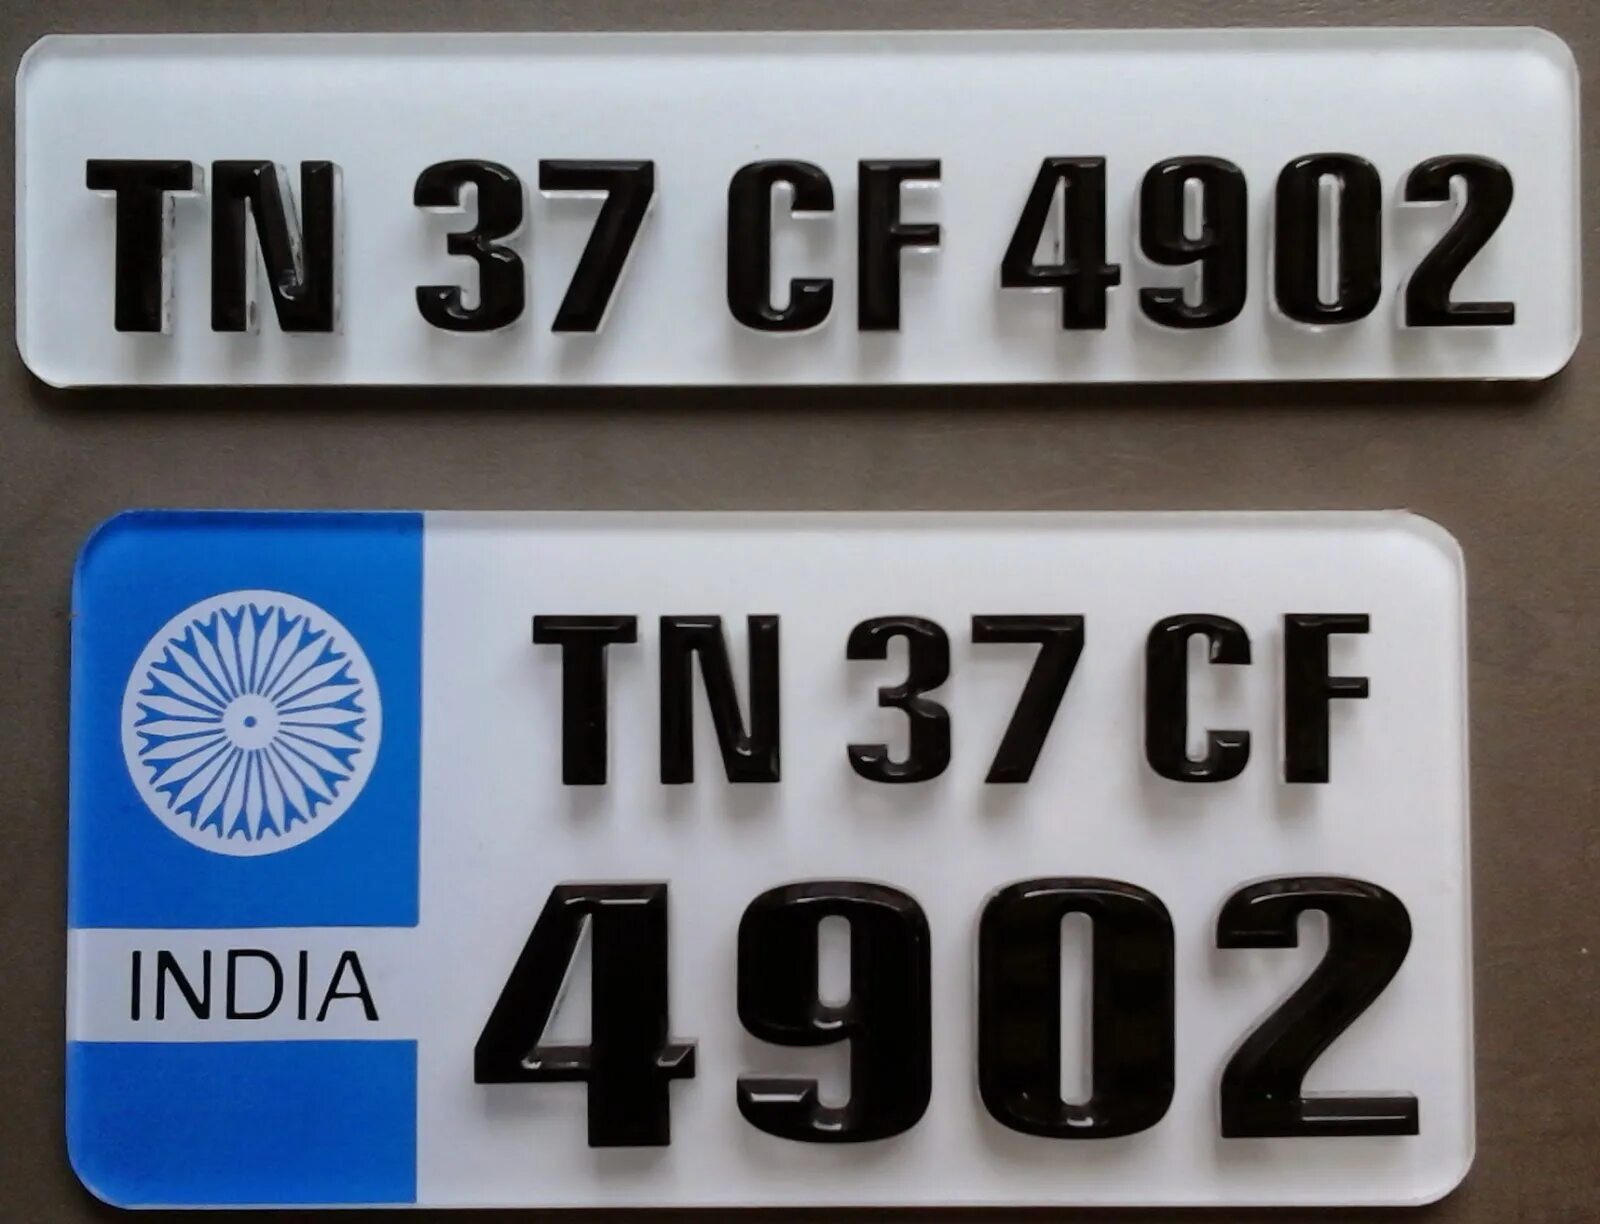 TN 37 CF 4902
TN 37 CF
INDIA
4902